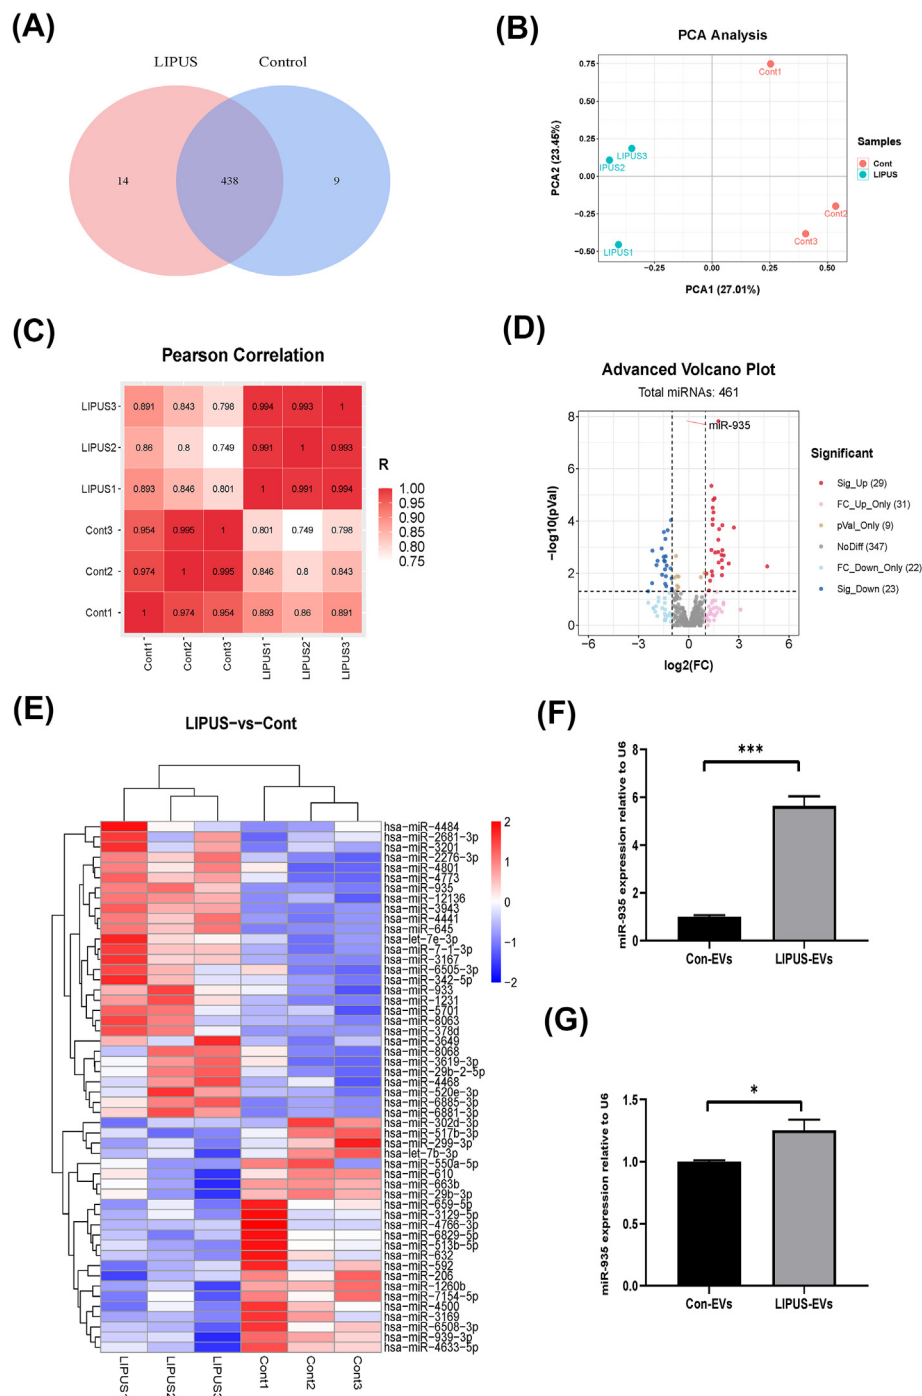 (A)
LIPUS Control
14 438 9
(B)
PCA Analysis
0.75
0.50
0.25
0.00
−0.25
−0.50
PCA2 (23.45%)
Cont1
LIPUS3
IPUS2
LIPUS1
Cont2
Cont3
−0.25 0.00 0.25 0.50
PCA1 (27.01%)
Samples
Cont
LIPUS
(C)
Pearson Correlation
LIPUS3 0.891 0.843 0.798 0.994 0.993 1
LIPUS2 0.86 0.8 0.749 0.991 1 0.993
LIPUS1 0.893 0.846 0.801 1 0.991 0.994
Cont3 0.954 0.995 1 0.801 0.749 0.798
Cont2 0.974 1 0.995 0.846 0.8 0.843
Cont1 1 0.974 0.954 0.893 0.86 0.891
Cont1 Cont2 Cont3 LIPUS1 LIPUS2 LIPUS3
R
1.00
0.95
0.90
0.85
0.80
0.75
(D)
Advanced Volcano Plot
Total miRNAs: 461
miR-935
8
6
4
2
0
−log10(pVal)
−6 −3 0 3 6
log2(FC)
Significant
Sig_Up (29)
FC_Up_Only (31)
pVal_Only (9)
NoDiff (347)
FC_Down_Only (22)
Sig_Down (23)
(E)
LIPUS−vs−Cont
hsa−miR−4484
hsa−miR−2681−3p
hsa−miR−3201
hsa−miR−2276−3p
hsa−miR−4801
hsa−miR−4773
hsa−miR−935
hsa−miR−12136
hsa−miR−3943
hsa−miR−4441
hsa−miR−645
hsa−let−7e−3p
hsa−miR−7−1−3p
hsa−miR−3167
hsa−miR−6505−3p
hsa−miR−342−5p
hsa−miR−933
hsa−miR−1231
hsa−miR−5701
hsa−miR−8063
hsa−miR−378d
hsa−miR−3649
hsa−miR−8068
hsa−miR−3619−3p
hsa−miR−29b−2−5p
hsa−miR−4468
hsa−miR−520e−3p
hsa−miR−6885−3p
hsa−miR−6881−3p
hsa−miR−302d−3p
hsa−miR−517b−3p
hsa−miR−299−3p
hsa−let−7b−3p
hsa−miR−550a−5p
hsa−miR−610
hsa−miR−663b
hsa−miR−29b−3p
hsa−miR−659−5p
hsa−miR−3129−5p
hsa−miR−4766−3p
hsa−miR−6829−5p
hsa−miR−513b−5p
hsa−miR−632
hsa−miR−592
hsa−miR−206
hsa−miR−1260b
hsa−miR−7154−5p
hsa−miR−4500
hsa−miR−3169
hsa−miR−6508−3p
hsa−miR−939−3p
hsa−miR−4633−5p
LIPUS1 LIPUS2 LIPUS3 Cont1 Cont2 Cont3
2
1
0
−1
−2
(F)
***
8
6
4
2
0
miR-935 expression relative to U6
Con-EVs LIPUS-EVs
(G)
*
1.5
1.0
0.5
0.0
miR-935 expression relative to U6
Con-EVs LIPUS-EVs